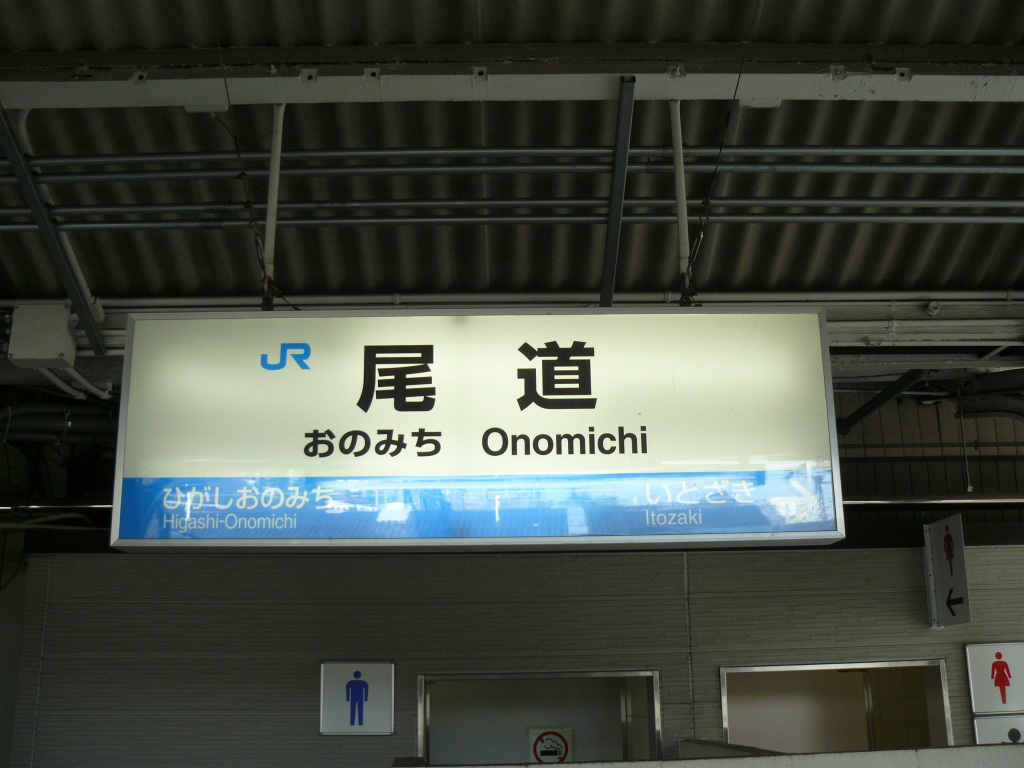 JR 尾道
おのみち Onomichi
ひがしおのみち いとざき
Higashi-Onomichi Itozaki